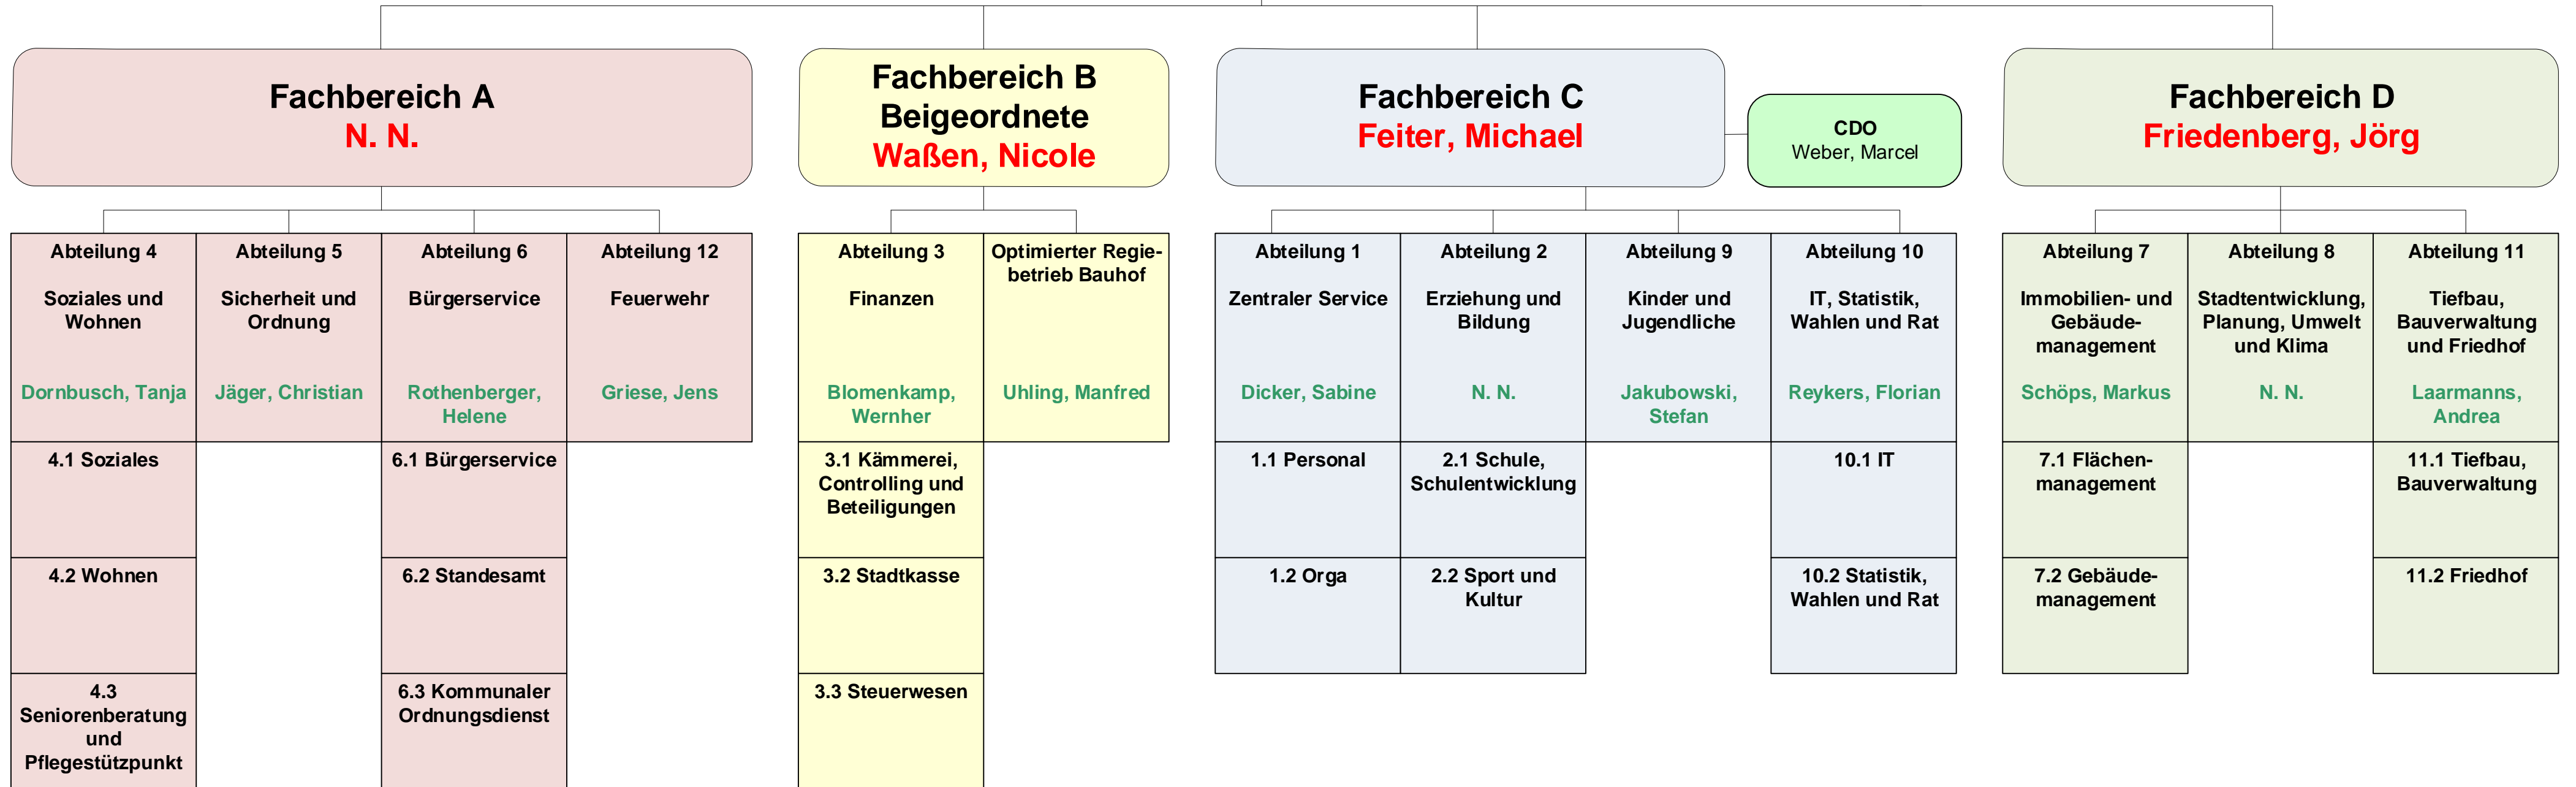 Fachbereich A
N. N.
Fachbereich B
Beigeordnete
Waßen, Nicole
Fachbereich C
Feiter, Michael
CDO
Weber, Marcel
Fachbereich D
Friedenberg, Jörg
Abteilung 4
Soziales und
Wohnen
Dornbusch, Tanja
4.1 Soziales
4.2 Wohnen
4.3
Seniorenberatung
und
Pflegestützpunkt
Abteilung 5
Sicherheit und
Ordnung
Jäger, Christian
Abteilung 6
Bürgerservice
Rothenberger,
Helene
6.1 Bürgerservice
6.2 Standesamt
6.3 Kommunaler
Ordnungsdienst
Abteilung 12
Feuerwehr
Griese, Jens
Abteilung 3
Finanzen
Blomenkamp,
Wernher
3.1 Kämmerei,
Controlling und
Beteiligungen
3.2 Stadtkasse
3.3 Steuerwesen
Optimierter Regie-
betrieb Bauhof
Uhling, Manfred
Abteilung 1
Zentraler Service
Dicker, Sabine
1.1 Personal
1.2 Orga
Abteilung 2
Erziehung und
Bildung
N. N.
2.1 Schule,
Schulentwicklung
2.2 Sport und
Kultur
Abteilung 9
Kinder und
Jugendliche
Jakubowski,
Stefan
Abteilung 10
IT, Statistik,
Wahlen und Rat
Reykers, Florian
10.1 IT
10.2 Statistik,
Wahlen und Rat
Abteilung 7
Immobilien- und
Gebäude-
management
Schöps, Markus
7.1 Flächen-
management
7.2 Gebäude-
management
Abteilung 8
Stadtentwicklung,
Planung, Umwelt
und Klima
N. N.
Abteilung 11
Tiefbau,
Bauverwaltung
und Friedhof
Laarmanns,
Andrea
11.1 Tiefbau,
Bauverwaltung
11.2 Friedhof